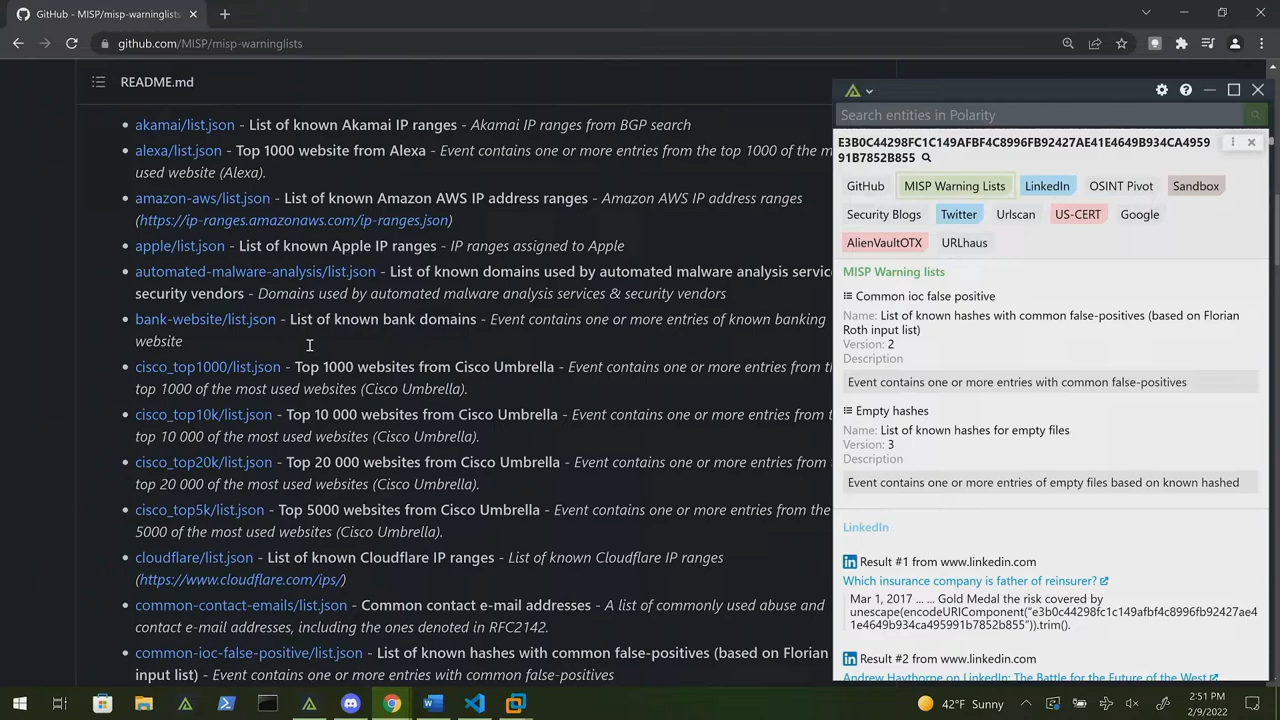 GitHub - MISP/misp-warninglists
github.com/MISP/misp-warninglists
README.md
akamai/list.json - List of known Akamai IP ranges - Akamai IP ranges from BGP search
alexa/list.json - Top 1000 website from Alexa - Event contains one or more entries from the top 1000 of the m
used website (Alexa).
amazon-aws/list.json - List of known Amazon AWS IP address ranges - Amazon AWS IP address ranges
(https://ip-ranges.amazonaws.com/ip-ranges.json)
apple/list.json - List of known Apple IP ranges - IP ranges assigned to Apple
automated-malware-analysis/list.json - List of known domains used by automated malware analysis servic
security vendors - Domains used by automated malware analysis services & security vendors
bank-website/list.json - List of known bank domains - Event contains one or more entries of known banking
website
cisco_top1000/list.json - Top 1000 websites from Cisco Umbrella - Event contains one or more entries from th
top 1000 of the most used websites (Cisco Umbrella).
cisco_top10k/list.json - Top 10 000 websites from Cisco Umbrella - Event contains one or more entries from t
top 10 000 of the most used websites (Cisco Umbrella).
cisco_top20k/list.json - Top 20 000 websites from Cisco Umbrella - Event contains one or more entries from t
top 20 000 of the most used websites (Cisco Umbrella).
cisco_top5k/list.json - Top 5000 websites from Cisco Umbrella - Event contains one or more entries from the
5000 of the most used websites (Cisco Umbrella).
cloudflare/list.json - List of known Cloudflare IP ranges - List of known Cloudflare IP ranges
(https://www.cloudflare.com/ips/)
common-contact-emails/list.json - Common contact e-mail addresses - A list of commonly used abuse and
contact e-mail addresses, including the ones denoted in RFC2142.
common-ioc-false-positive/list.json - List of known hashes with common false-positives (based on Florian
input list) - Event contains one or more entries with common false-positives
Search entities in Polarity
E3B0C44298FC1C149AFBF4C8996FB92427AE41E4649B934CA4959
91B7852B855
GitHub MISP Warning Lists LinkedIn OSINT Pivot Sandbox
Security Blogs Twitter Urlscan US-CERT Google
AlienVaultOTX URLhaus
MISP Warning lists
Common ioc false positive
Name: List of known hashes with common false-positives (based on Florian
Roth input list)
Version: 2
Description
Event contains one or more entries with common false-positives
Empty hashes
Name: List of known hashes for empty files
Version: 3
Description
Event contains one or more entries of empty files based on known hashed
LinkedIn
Result #1 from www.linkedin.com
Which insurance company is father of reinsurer?
Mar 1, 2017 ... ... Gold Medal the risk covered by
unescape(encodeURIComponent("e3b0c44298fc1c149afbf4c8996fb92427ae4
1e4649b934ca495991b7852b855")).trim().
Result #2 from www.linkedin.com
Andrew Haythorne on LinkedIn: The Battle for the Future of the West
42°F Sunny
2:51 PM
2/9/2022